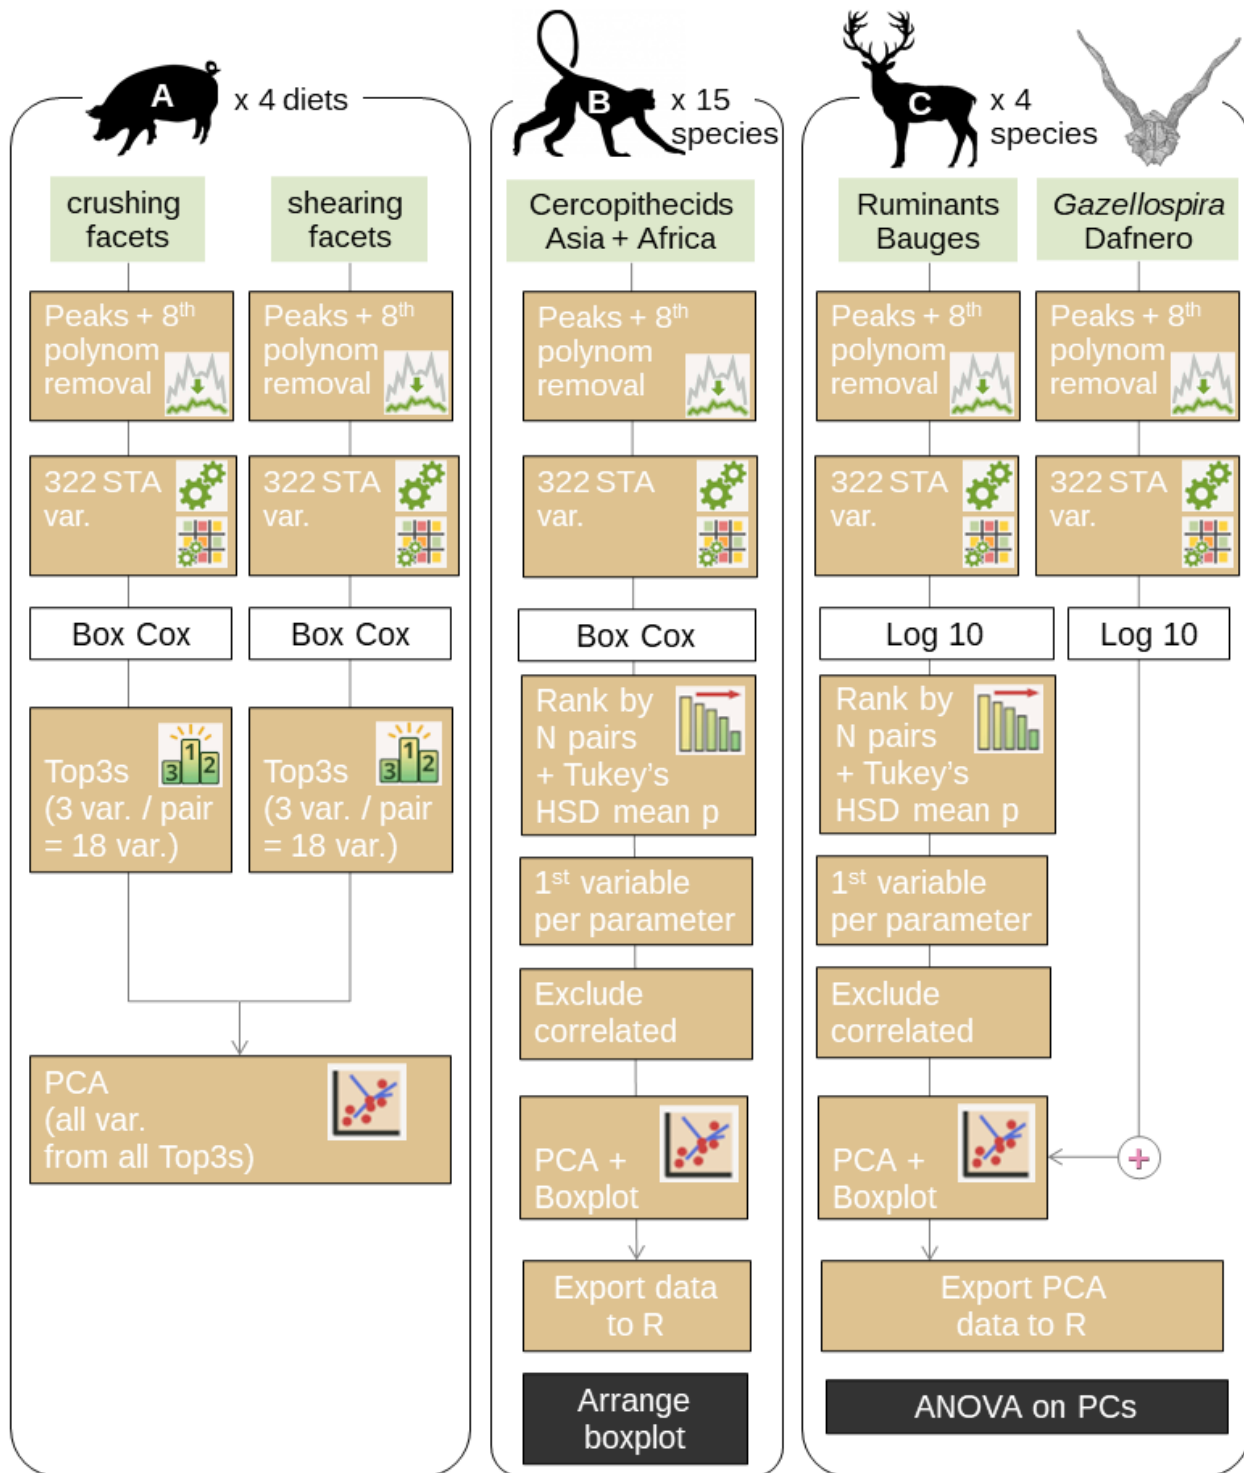 A
x 4 diets
crushing
facets
shearing
facets
Peaks + 8th
polynom
removal
Peaks + 8th
polynom
removal
322 STA
var.
322 STA
var.
Box Cox
Box Cox
3 1 2
Top3s
(3 var. / pair
= 18 var.)
3 1 2
Top3s
(3 var. / pair
= 18 var.)
PCA
(all var.
from all Top3s)
B
x 15
species
Cercopithecids
Asia + Africa
Peaks + 8th
polynom
removal
322 STA
var.
Box Cox
Rank by
N pairs
+ Tukey's
HSD mean p
1st variable
per parameter
Exclude
correlated
PCA +
Boxplot
Export data
to R
Arrange
boxplot
C
x 4
species
Ruminants
Bauges
Gazellospira
Dafnero
Peaks + 8th
polynom
removal
Peaks + 8th
polynom
removal
322 STA
var.
322 STA
var.
Log 10
Log 10
Rank by
N pairs
+ Tukey's
HSD mean p
1st variable
per parameter
Exclude
correlated
PCA +
Boxplot
+
Export PCA
data to R
ANOVA on PCs